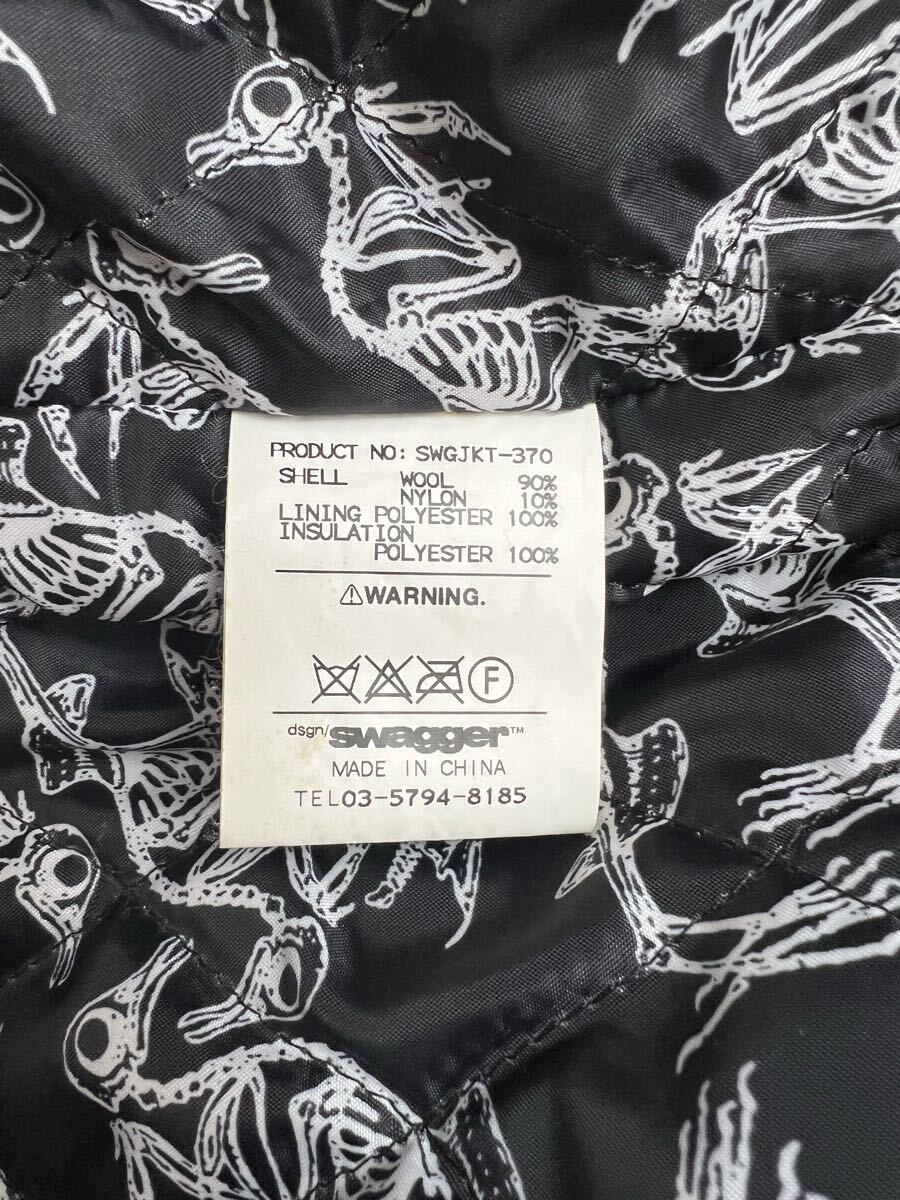 PRODUCT NO: SWGJKT-370
SHELL WOOL 90%
NYLON 10%
LINING POLYESTER 100%
INSULATION
POLYESTER 100%
⚠WARNING.
F
dsgn/swagger™
MADE IN CHINA
TEL03-5794-8185